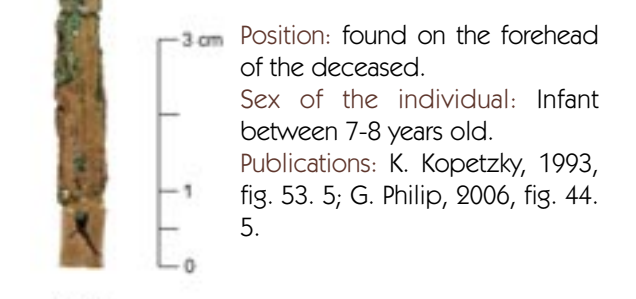 3 cm
1
0
Position: found on the forehead
of the deceased.
Sex of the individual: Infant
between 7-8 years old.
Publications: K. Kopetzky, 1993,
fig. 53. 5; G. Philip, 2006, fig. 44.
5.